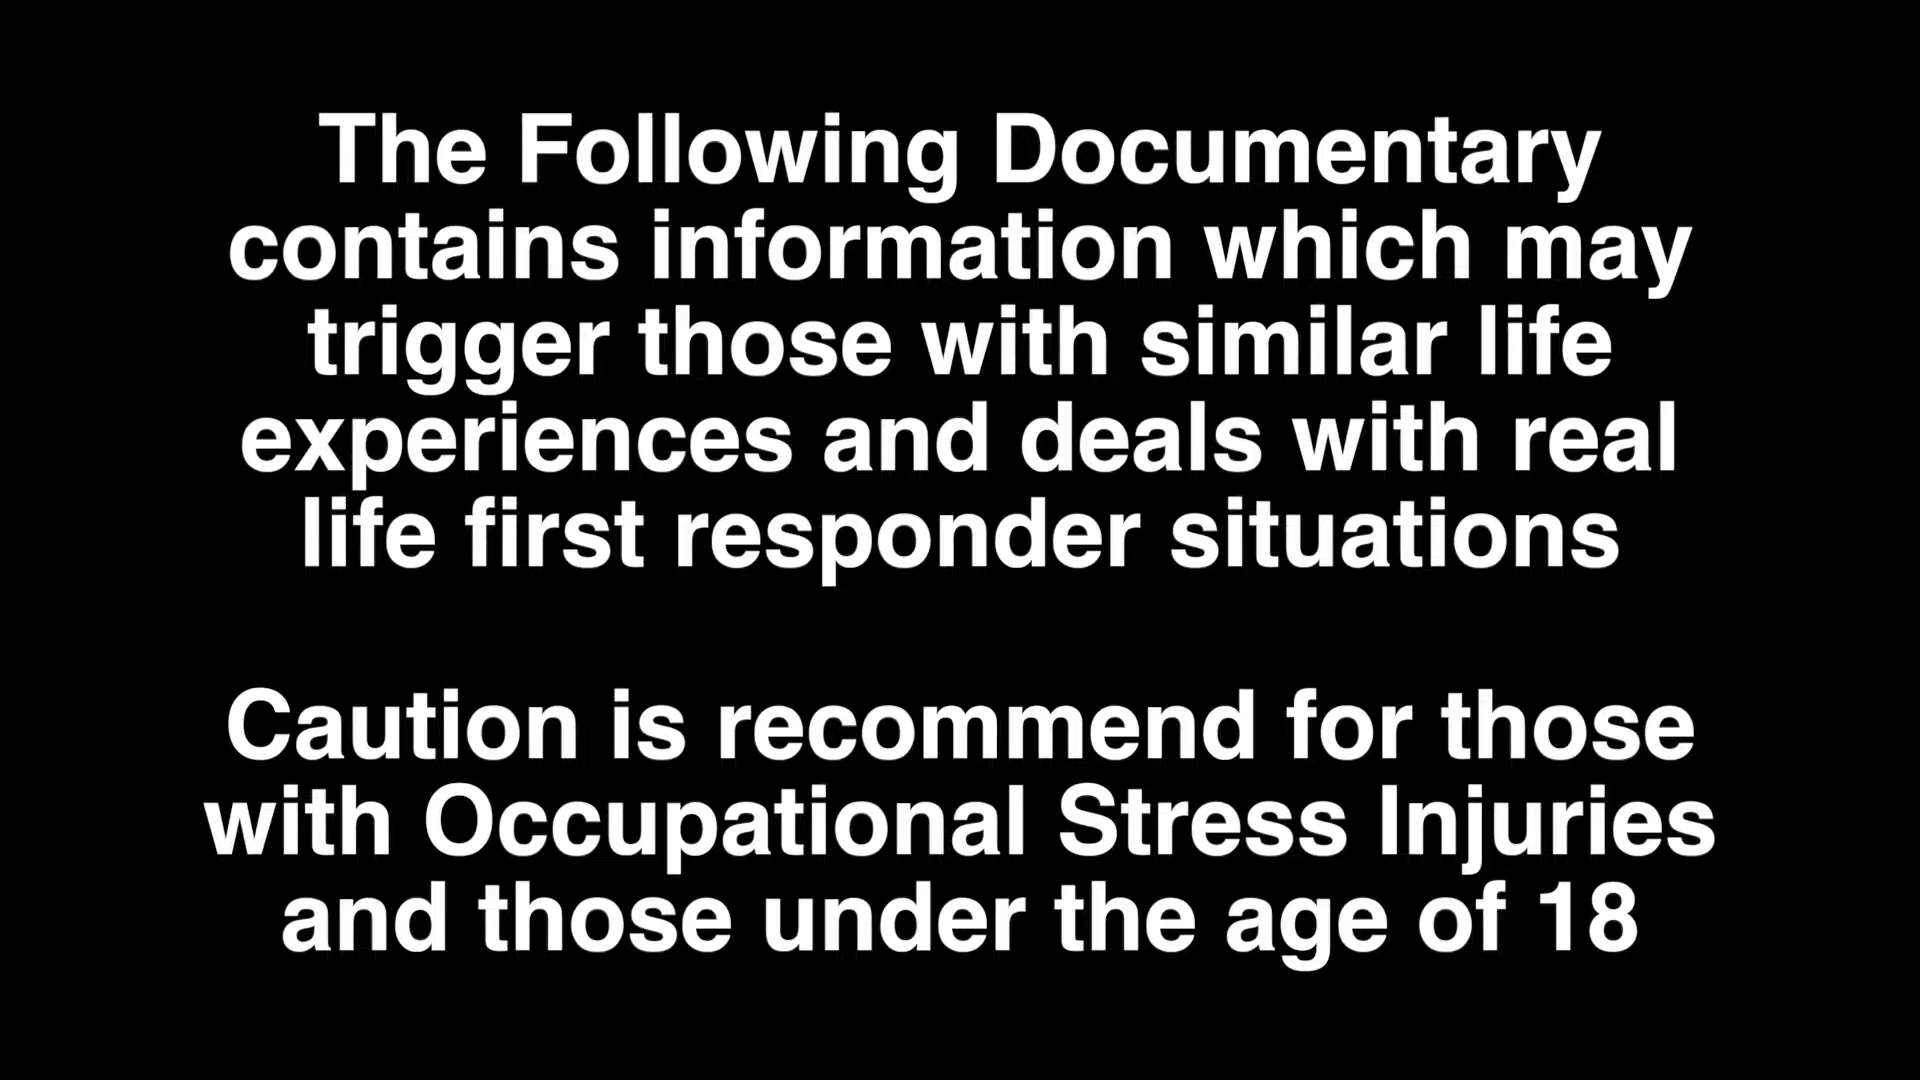 The Following Documentary
contains information which may
trigger those with similar life
experiences and deals with real
life first responder situations
Caution is recommend for those
with Occupational Stress Injuries
and those under the age of 18